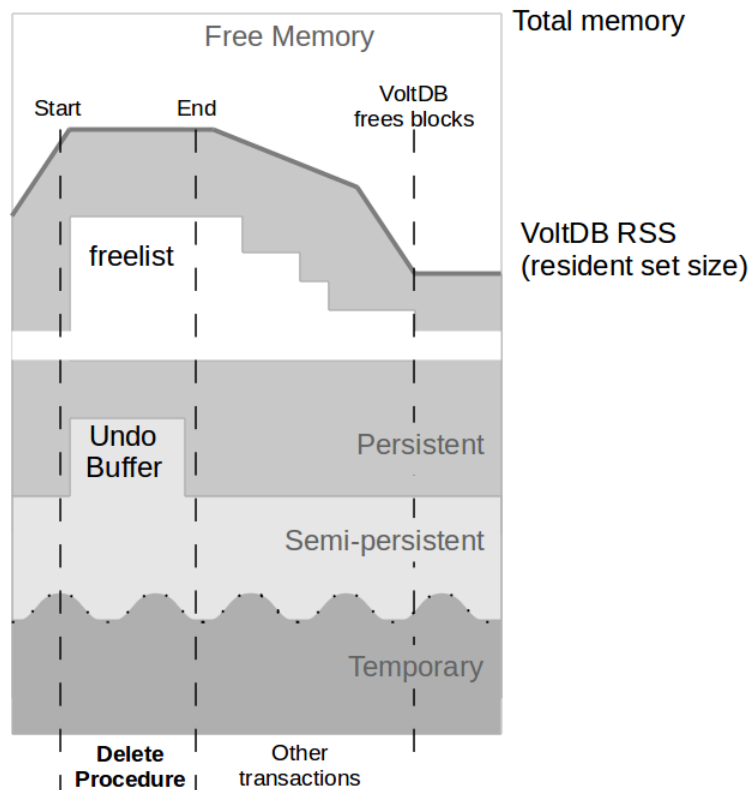 Total memory
Free Memory
Start
End
VoltDB
frees blocks
freelist
VoltDB RSS
(resident set size)
Undo
Buffer
Persistent
Semi-persistent
Temporary
Delete
Procedure
Other
transactions